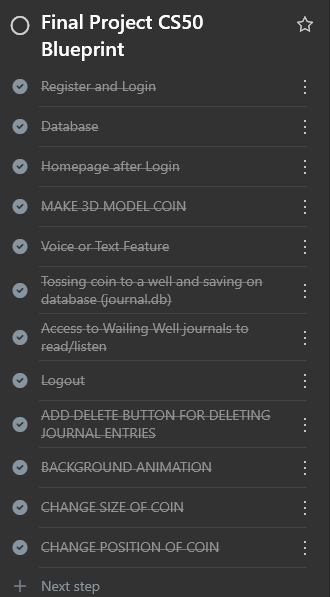 Final Project CS50
Blueprint
Register and Login
Database
Homepage after Login
MAKE 3D MODEL COIN
Voice or Text Feature
Tossing coin to a well and saving on
database (journal.db)
Access to Wailing Well journals to
read/listen
Logout
ADD DELETE BUTTON FOR DELETING
JOURNAL ENTRIES
BACKGROUND ANIMATION
CHANGE SIZE OF COIN
CHANGE POSITION OF COIN
Next step